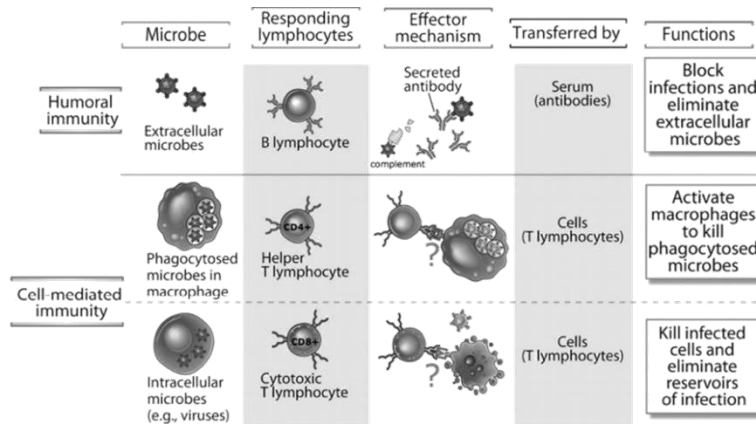 Microbe
Responding
lymphocytes
Effector
mechanism
Transferred by
Functions
Humoral
immunity
Extracellular
microbes
B lymphocyte
Secreted
antibody
complement
Serum
(antibodies)
Block
infections and
eliminate
extracellular
microbes
Cell-mediated
immunity
Phagocytosed
microbes in
macrophage
CD4+
Helper
T lymphocyte
?
Cells
(T lymphocytes)
Activate
macrophages
to kill
phagocytosed
microbes
Intracellular
microbes
(e.g., viruses)
CD8+
Cytotoxic
T lymphocyte
?
Cells
(T lymphocytes)
Kill infected
cells and
eliminate
reservoirs
of infection